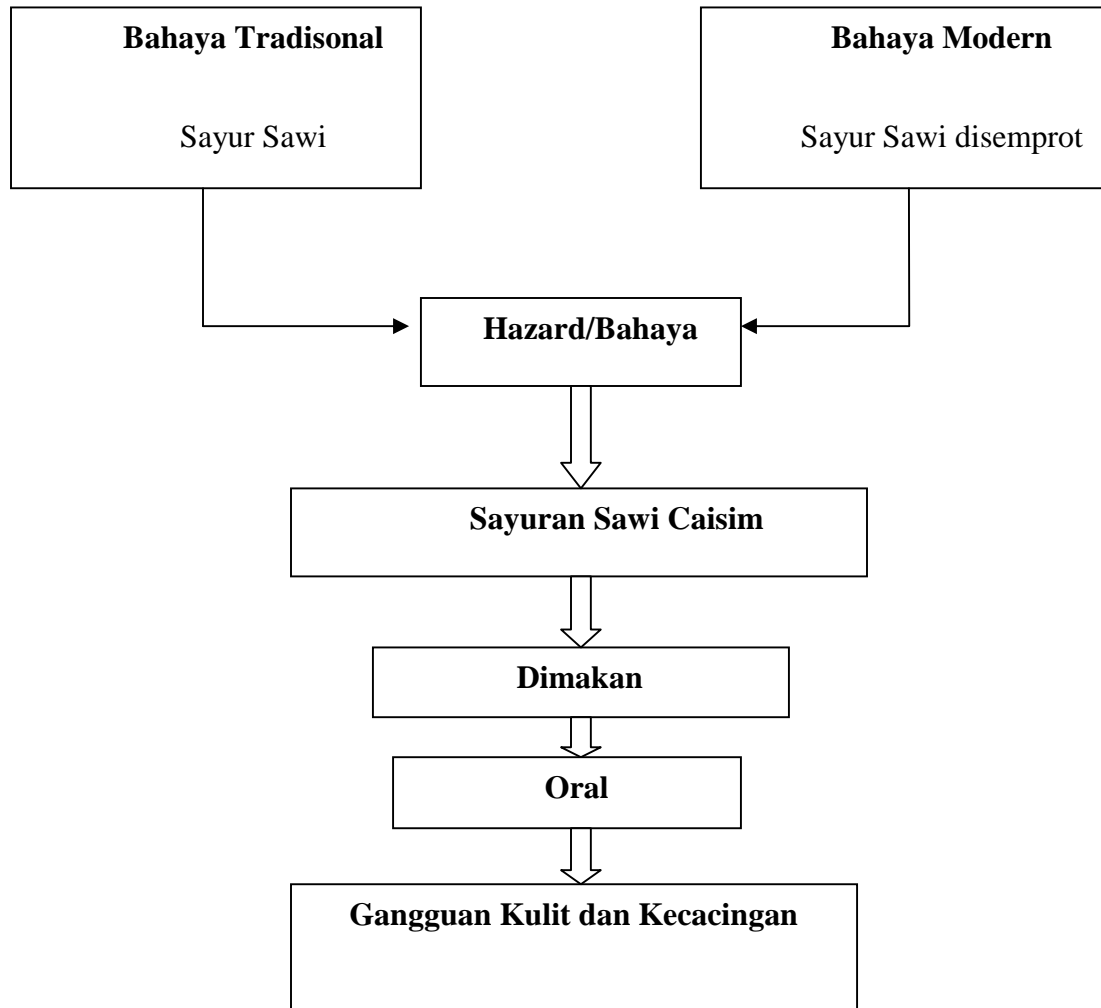 Bahaya Tradisonal
Sayur Sawi
Bahaya Modern
Sayur Sawi disemprot
Hazard/Bahaya
Sayuran Sawi Caisim
Dimakan
Oral
Gangguan Kulit dan Kecacingan